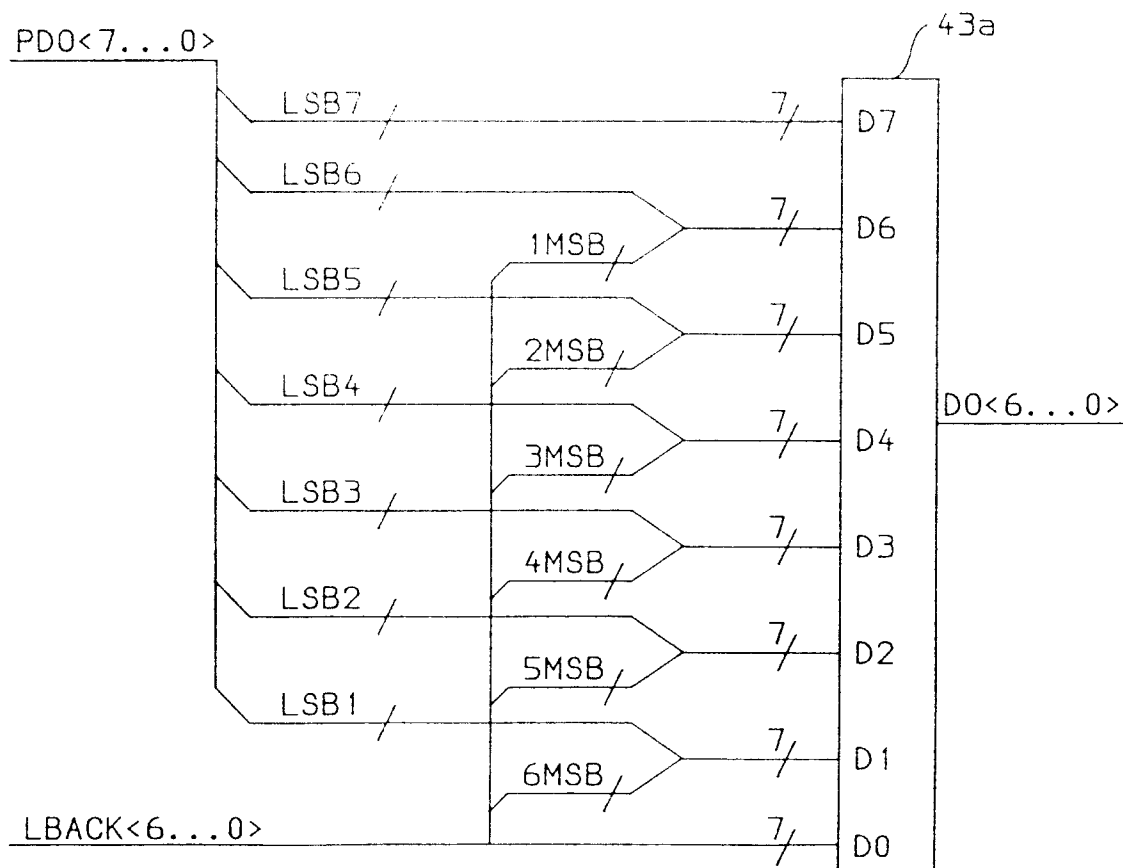 43a
PDO<7...0>
LSB7
7
D7
LSB6
7
D6
1MSB
LSB5
7
D5
2MSB
LSB4
DO<6...0>
7
D4
3MSB
LSB3
7
D3
4MSB
LSB2
7
D2
5MSB
LSB1
7
D1
6MSB
LBACK<6...0>
7
D0